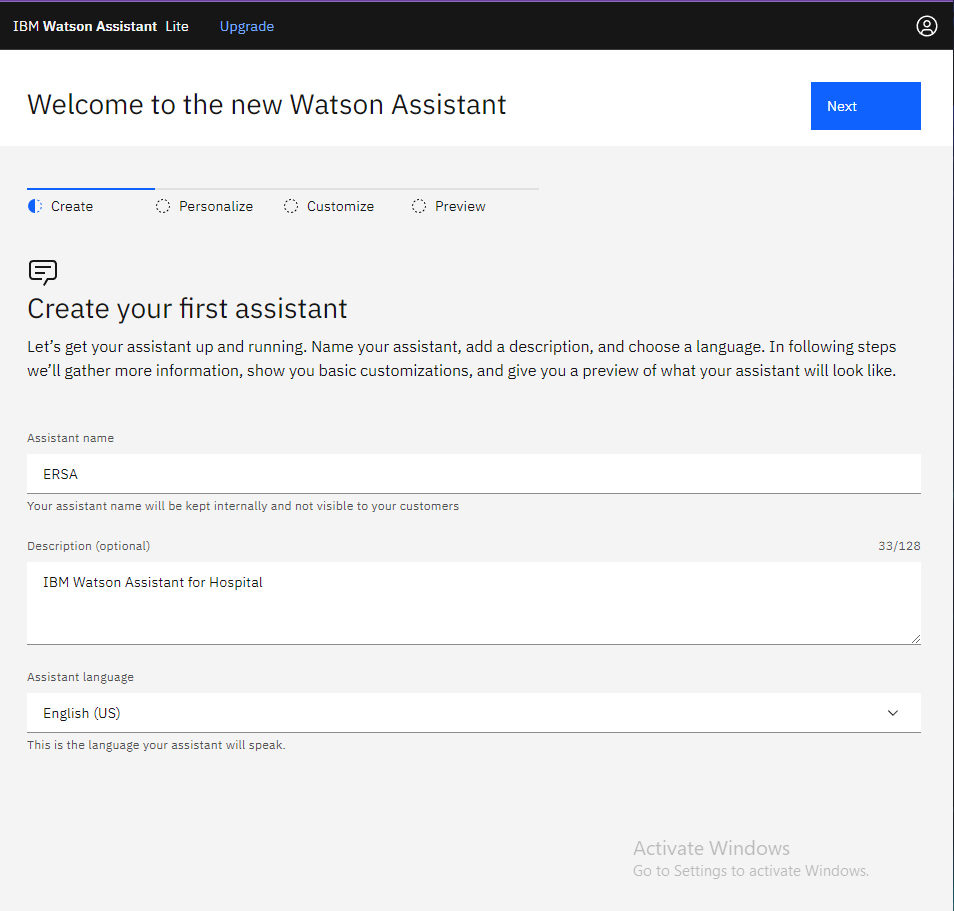 IBM Watson Assistant Lite Upgrade
Welcome to the new Watson Assistant
Next
Create Personalize Customize Preview
Create your first assistant
Let’s get your assistant up and running. Name your assistant, add a description, and choose a language. In following steps
we’ll gather more information, show you basic customizations, and give you a preview of what your assistant will look like.
Assistant name
ERSA
Your assistant name will be kept internally and not visible to your customers
Description (optional) 33/128
IBM Watson Assistant for Hospital
Assistant language
English (US)
This is the language your assistant will speak.
Activate Windows
Go to Settings to activate Windows.